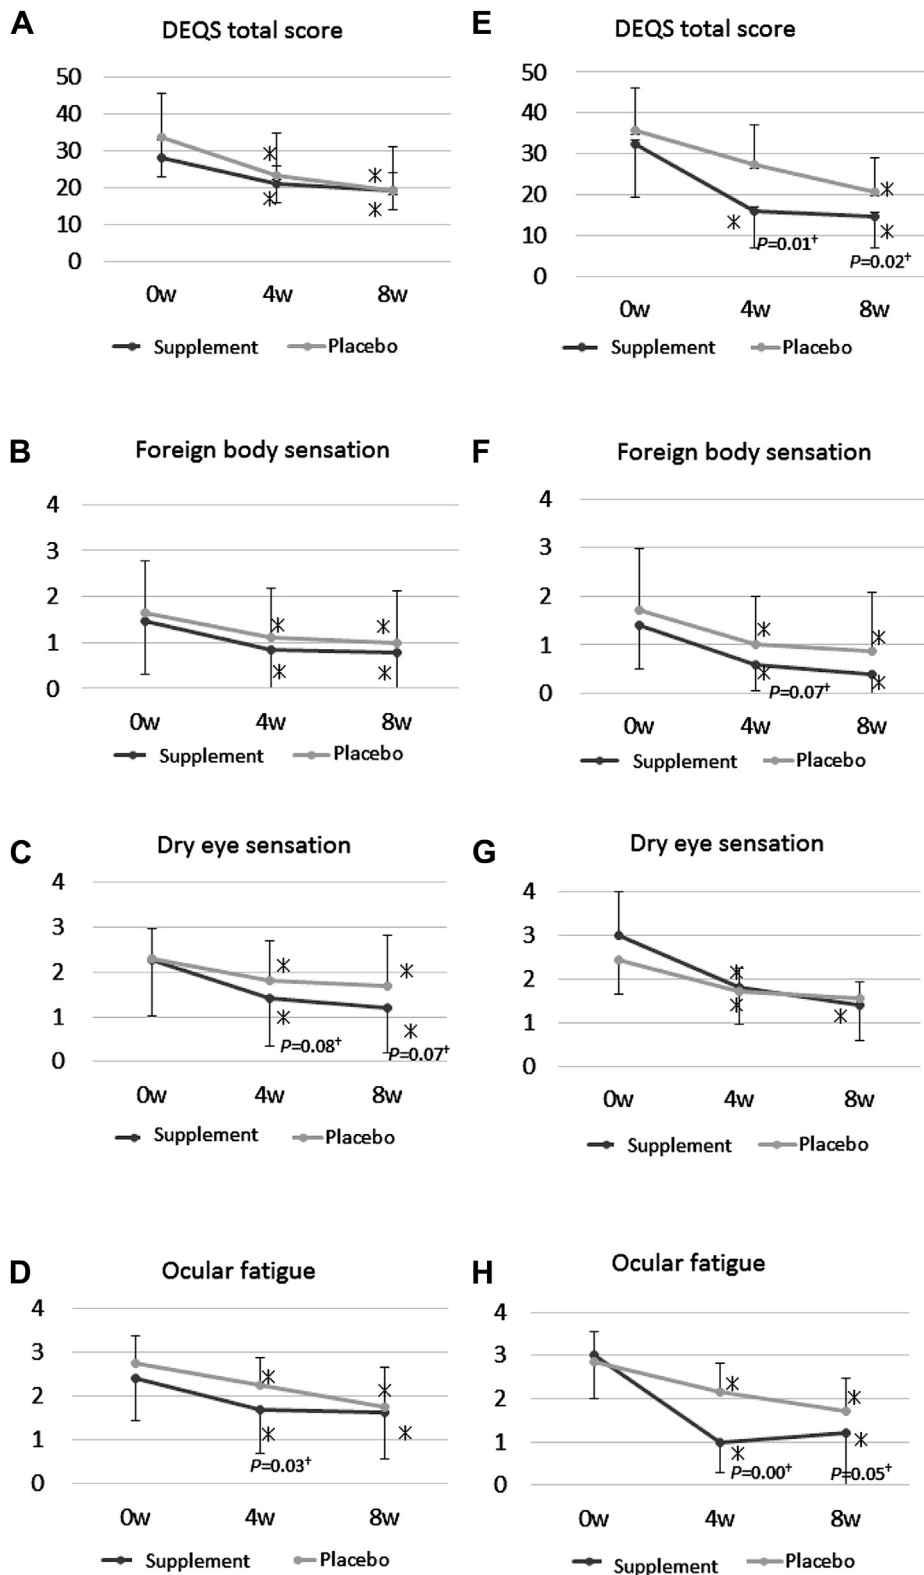 A
DEQS total score
50
40
30
20
10
0
*
*
*
*
0w
4w
8w
Supplement
Placebo
E
DEQS total score
50
40
30
20
10
0
*
P=0.01†
*
*
P=0.02†
0w
4w
8w
Supplement
Placebo
B
Foreign body sensation
4
3
2
1
0
*
*
*
*
0w
4w
8w
Supplement
Placebo
F
Foreign body sensation
4
3
2
1
0
*
*
*
*
P=0.07†
0w
4w
8w
Supplement
Placebo
C
Dry eye sensation
4
3
2
1
0
*
*
*
*
P=0.08†
P=0.07†
0w
4w
8w
Supplement
Placebo
G
Dry eye sensation
4
3
2
1
0
*
*
*
0w
4w
8w
Supplement
Placebo
D
Ocular fatigue
4
3
2
1
0
*
*
*
*
P=0.03†
0w
4w
8w
Supplement
Placebo
H
Ocular fatigue
4
3
2
1
0
*
*
*
*
P=0.00†
P=0.05†
0w
4w
8w
Supplement
Placebo